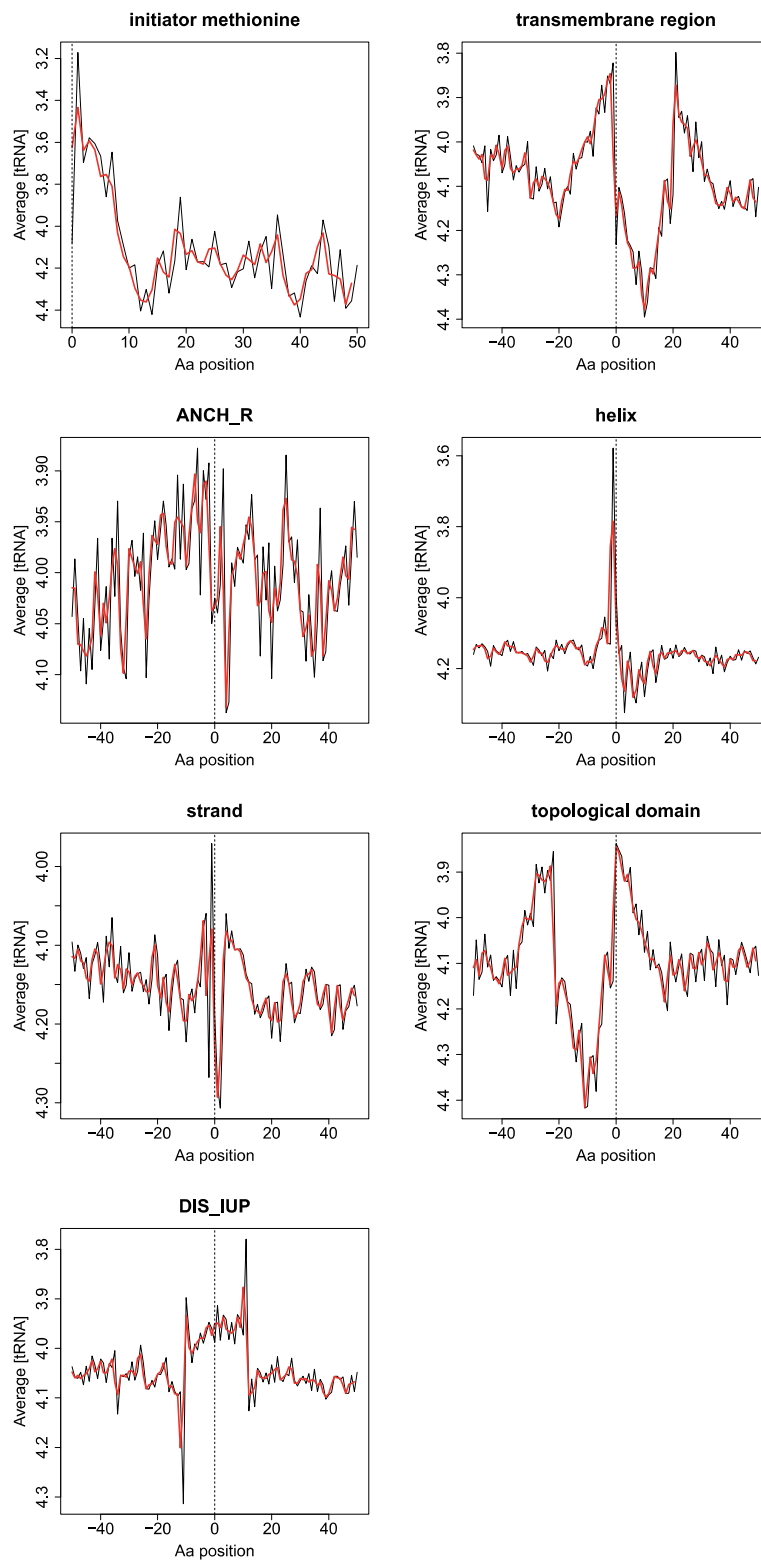 initiator methionine
Average [tRNA]
3.2
3.4
3.6
3.8
4.0
4.2
4.4
0 10 20 30 40 50
Aa position
transmembrane region
Average [tRNA]
3.8
3.9
4.0
4.1
4.2
4.3
4.4
−40 −20 0 20 40
Aa position
ANCH_R
Average [tRNA]
3.90
3.95
4.00
4.05
4.10
−40 −20 0 20 40
Aa position
helix
Average [tRNA]
3.6
3.8
4.0
4.2
−40 −20 0 20 40
Aa position
strand
Average [tRNA]
4.00
4.10
4.20
4.30
−40 −20 0 20 40
Aa position
topological domain
Average [tRNA]
3.9
4.0
4.1
4.2
4.3
4.4
−40 −20 0 20 40
Aa position
DIS_IUP
Average [tRNA]
3.8
3.9
4.0
4.1
4.2
4.3
−40 −20 0 20 40
Aa position